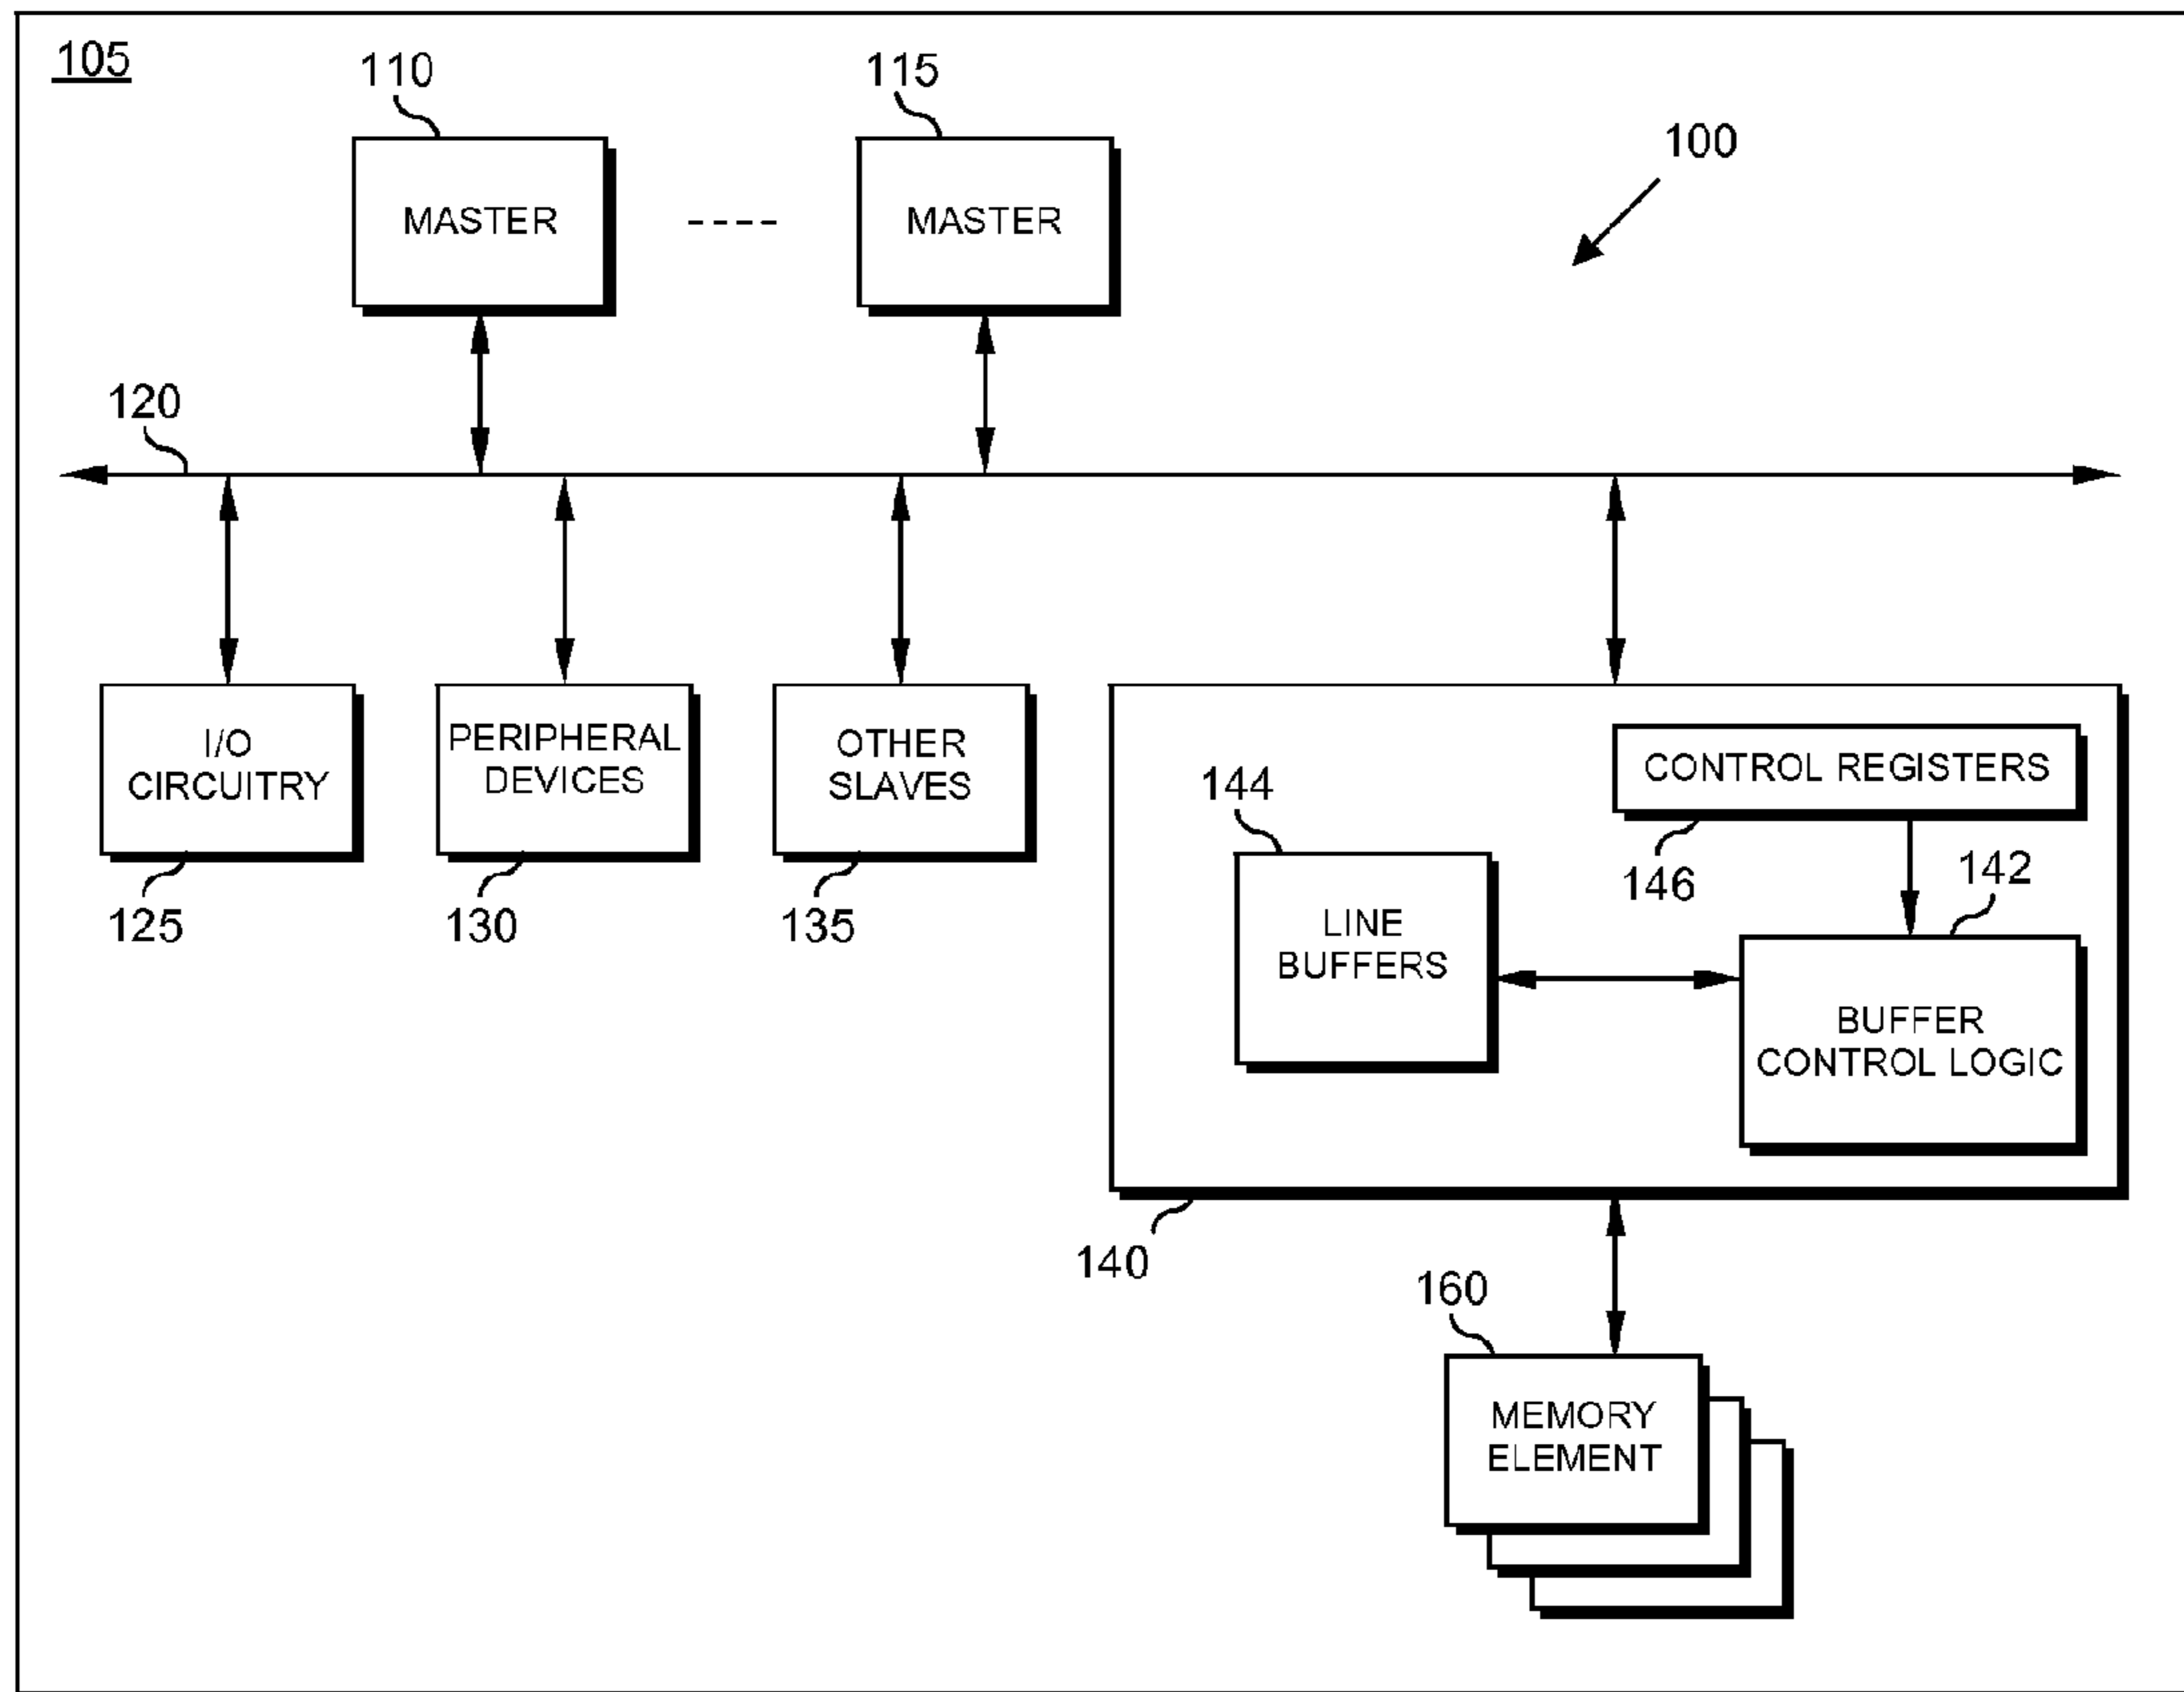 105
110
115
100
MASTER
----
MASTER
120
I/O
CIRCUITRY
PERIPHERAL
DEVICES
OTHER
SLAVES
CONTROL REGISTERS
144
146
142
125
130
135
LINE
BUFFERS
BUFFER
CONTROL LOGIC
140
160
MEMORY
ELEMENT